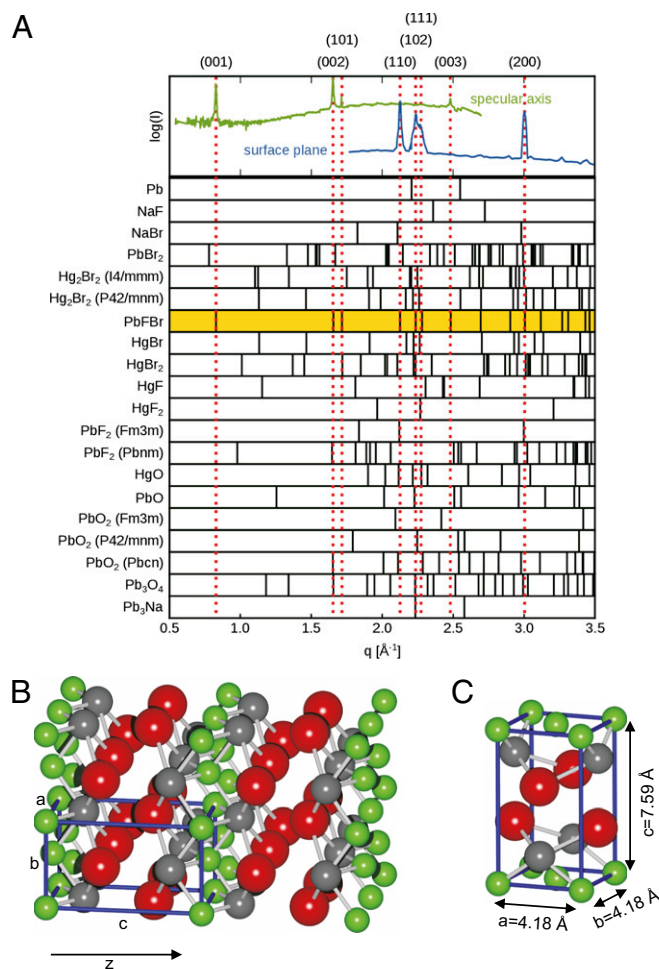 A
(111)
(101) (102)
(001) (002) (110) (003) (200)
specular axis
log(I)
surface plane
Pb
NaF
NaBr
PbBr₂
Hg₂Br₂ (I4/mmm)
Hg₂Br₂ (P42/mnm)
PbFBr
HgBr
HgBr₂
HgF
HgF₂
PbF₂ (Fm3m)
PbF₂ (Pbnm)
HgO
PbO
PbO₂ (Fm3m)
PbO₂ (P42/mnm)
PbO₂ (Pbcn)
Pb₃O₄
Pb₃Na
0.5 1.0 1.5 2.0 2.5 3.0 3.5
q [Å⁻¹]
B
a
b
c
z
C
c=7.59 Å
a=4.18 Å
b=4.18 Å